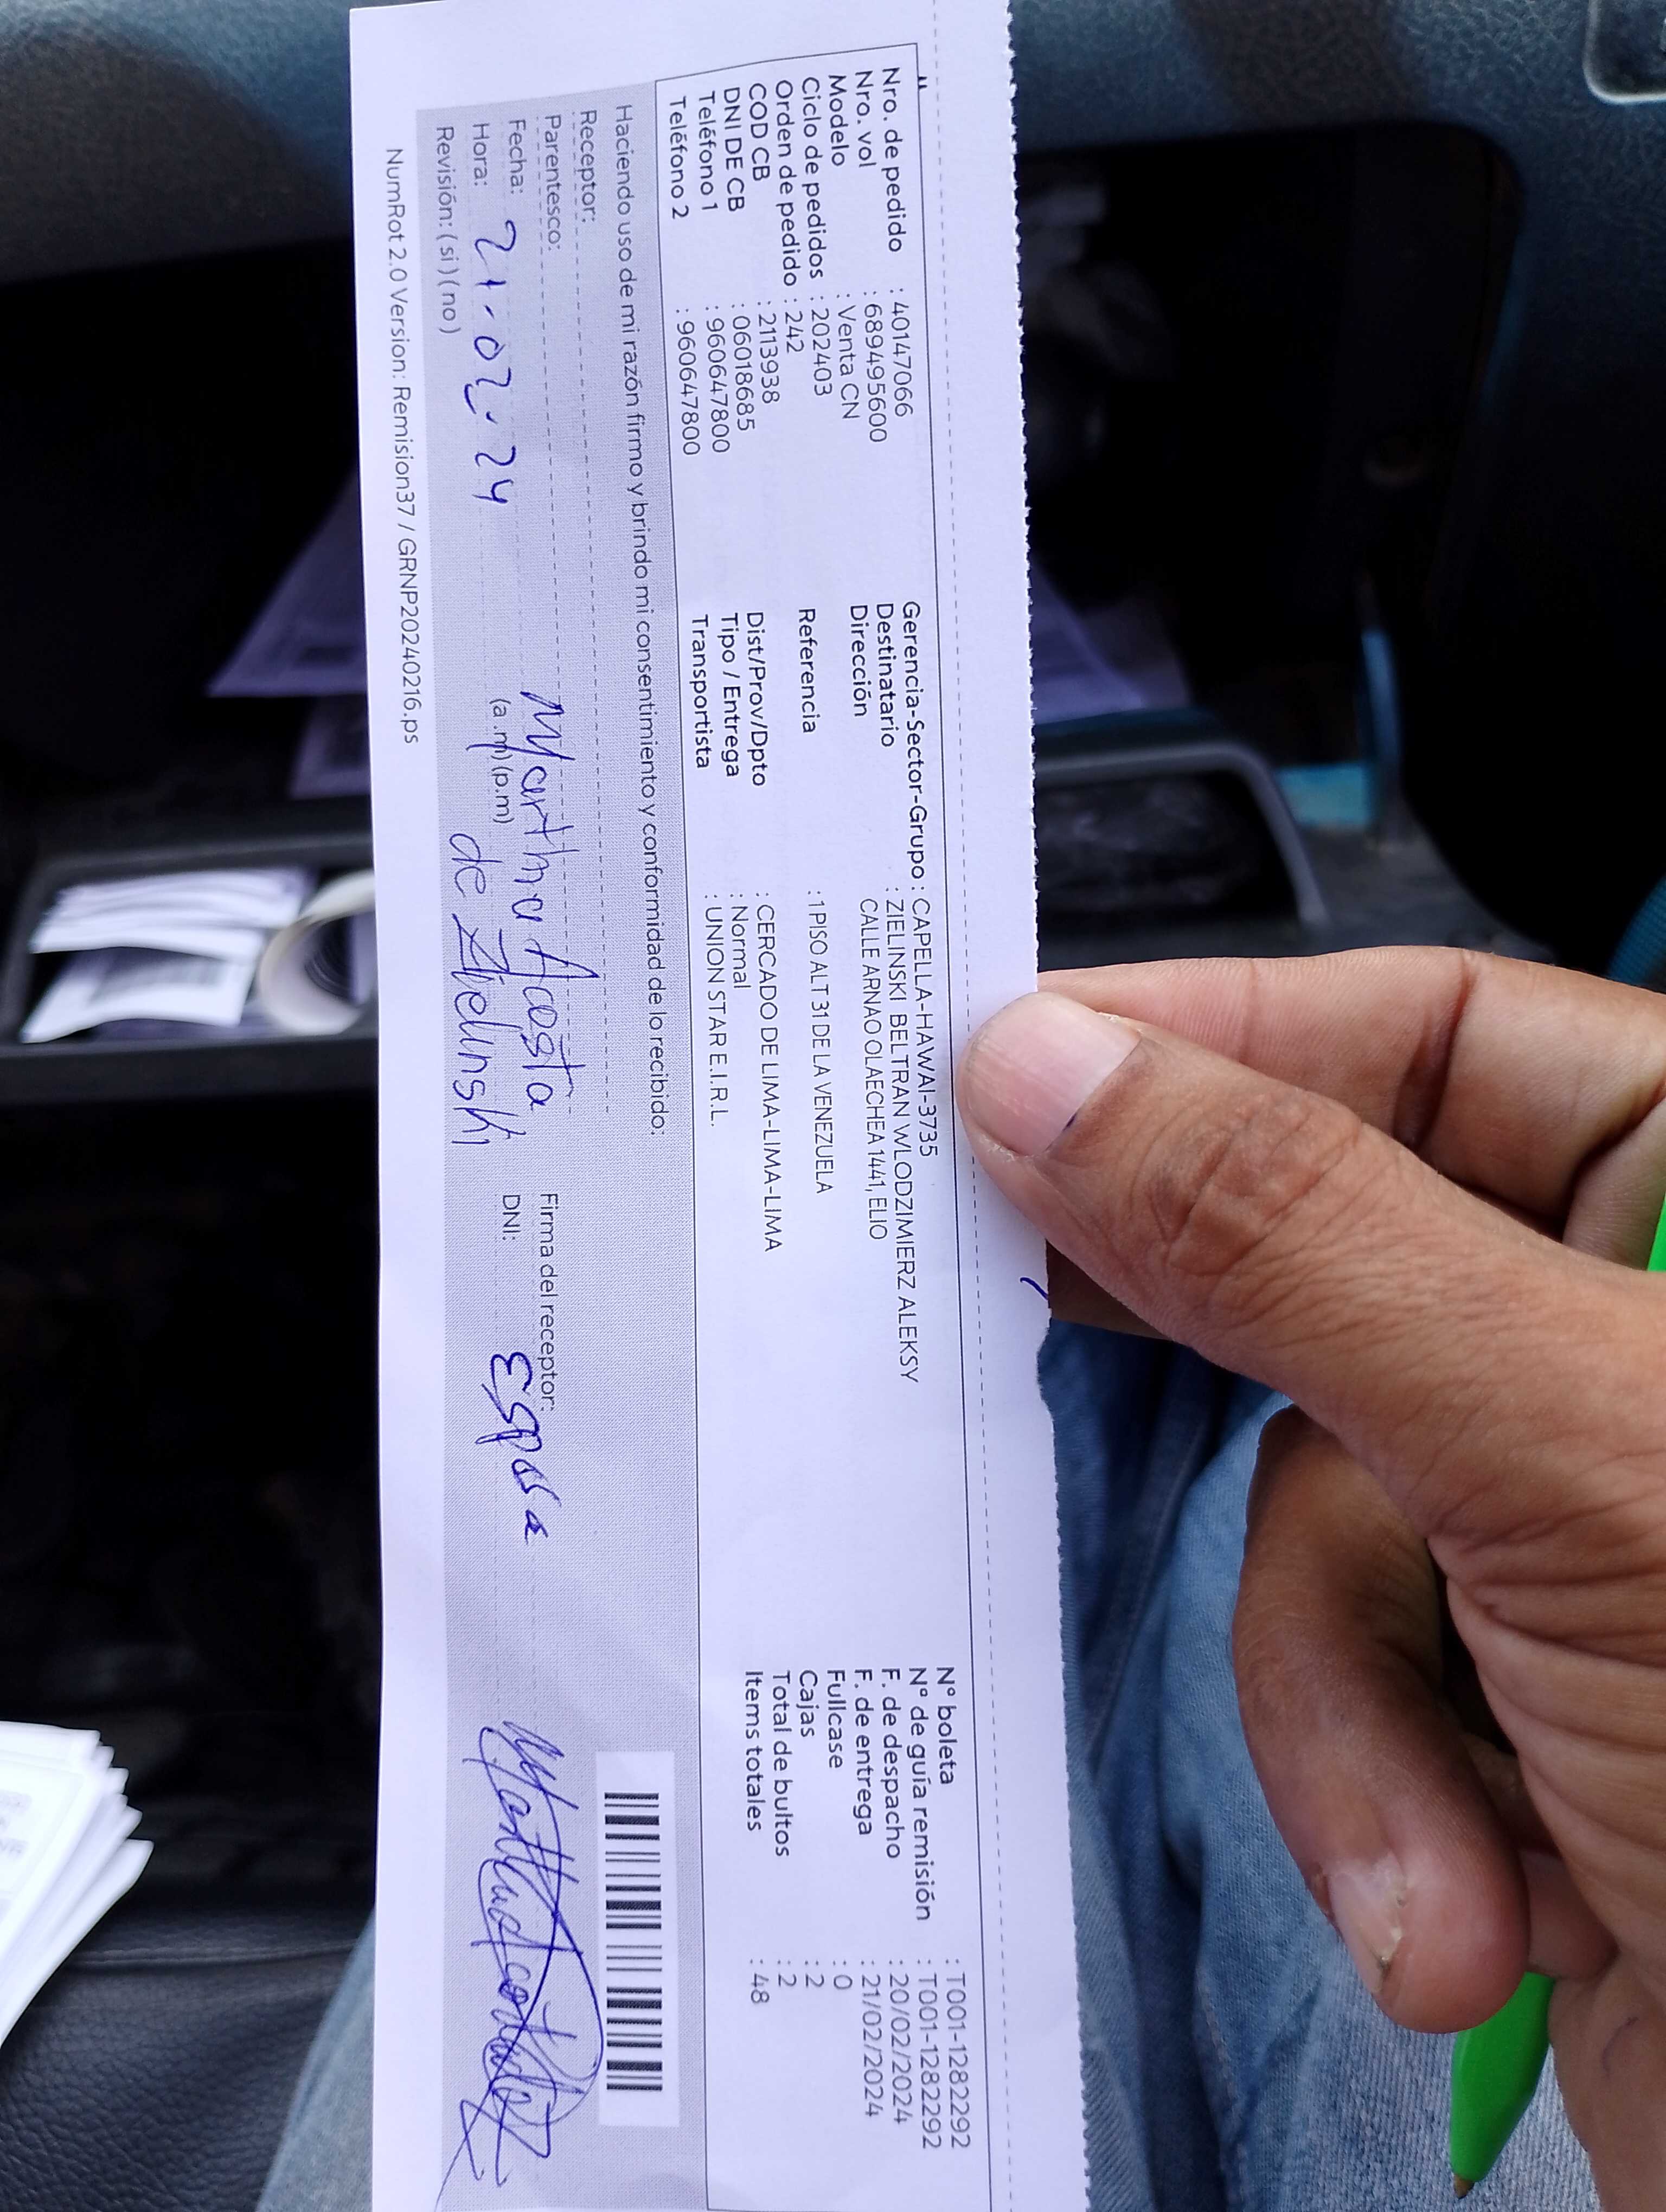 Nro. de pedido : 40147066
Nro. vol : 689495600
Modelo : Venta CN
Ciclo de pedidos : 202403
Orden de pedido : 242
COD CB : 2113938
DNI DE CB : 06018685
Teléfono 1 : 960647800
Teléfono 2 : 960647800
Gerencia-Sector-Grupo : CAPELLA-HAWAI-3735
Destinatario : ZIELINSKI BELTRAN WLODZIMIERZ ALEKSY
Dirección CALLE ARNAO OLAECHEA 1441, ELIO
Referencia : 1 PISO ALT 31 DE LA VENEZUELA
Dist/Prov/Dpto : CERCADO DE LIMA-LIMA-LIMA
Tipo / Entrega : Normal
Transportista : UNION STAR E.I.R.L.
N° boleta : T001-1282292
N° de guía remisión : T001-1282292
F. de despacho : 20/02/2024
F. de entrega : 21/02/2024
Fullcase : 0
Cajas : 2
Total de bultos : 2
Items totales : 48
Haciendo uso de mi razón firmo y brindo mi consentimiento y conformidad de lo recibido:
Receptor:
Parentesco:
Martha Acosta
de Zielinski
Fecha: 21-02-24
Hora: (a.m) (p.m)
Revisión: ( si ) ( no )
Firma del receptor:
DNI:
Esposa
NumRot 2.0 Version: Remision37 / GRNP20240216.ps